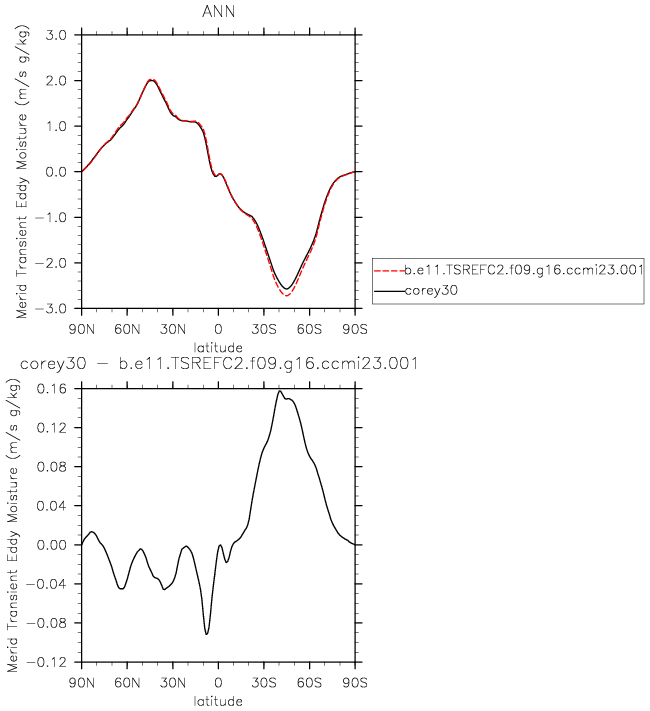 ANN
Merid Transient Eddy Moisture (m/s g/kg)
3.0
2.0
1.0
0.0
−1.0
−2.0
−3.0
90N 60N 30N 0 30S 60S 90S
latitude
b.e11.TSREFC2.f09.g16.ccmi23.001
corey30
corey30 − b.e11.TSREFC2.f09.g16.ccmi23.001
Merid Transient Eddy Moisture (m/s g/kg)
0.16
0.12
0.08
0.04
0.00
−0.04
−0.08
−0.12
90N 60N 30N 0 30S 60S 90S
latitude